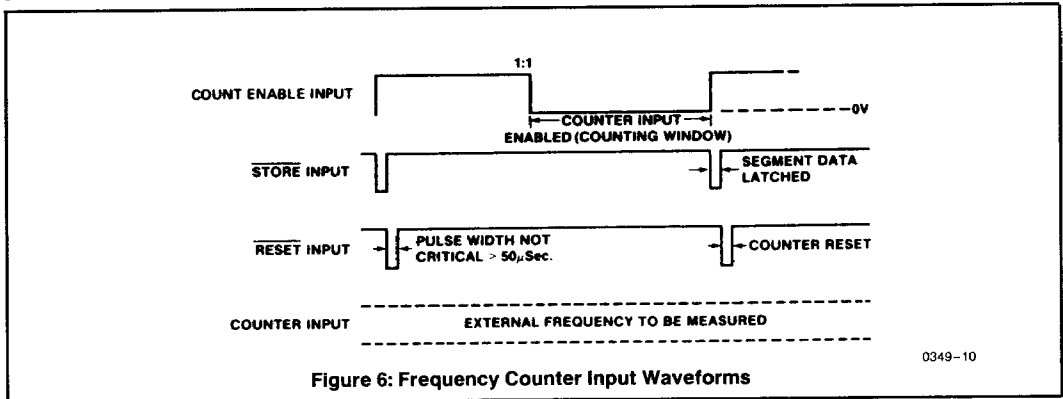 1:1
COUNT ENABLE INPUT
0V
COUNTER INPUT
ENABLED (COUNTING WINDOW)
STORE INPUT
SEGMENT DATA
LATCHED
RESET INPUT
PULSE WIDTH NOT
CRITICAL > 50μSec.
COUNTER RESET
COUNTER INPUT
EXTERNAL FREQUENCY TO BE MEASURED
0349-10
Figure 6: Frequency Counter Input Waveforms